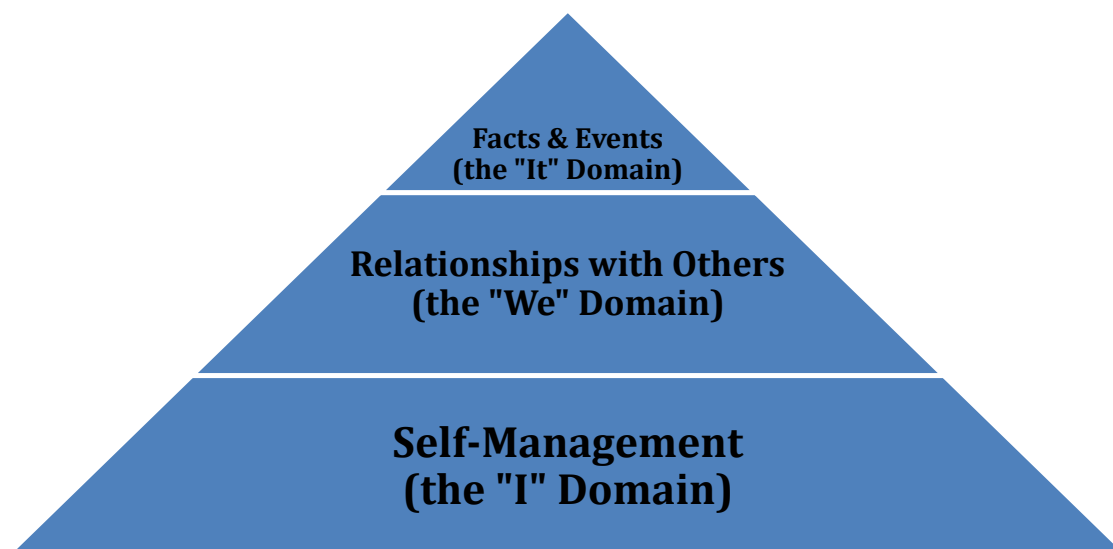 Facts & Events
(the "It" Domain)
Relationships with Others
(the "We" Domain)
Self-Management
(the "I" Domain)